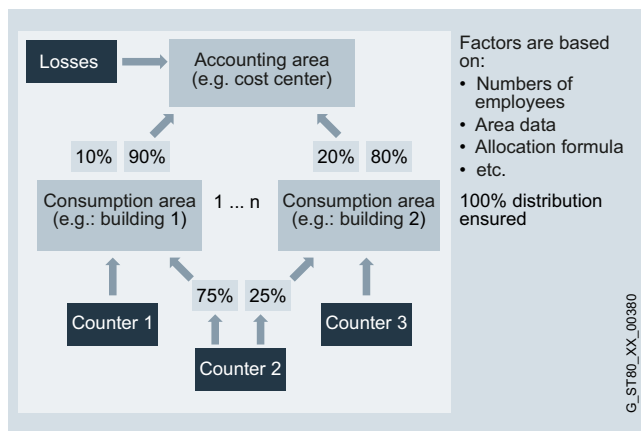 Losses
Accounting area
(e.g. cost center)
10% 90%
20% 80%
Consumption area
(e.g.: building 1)
1 ... n
Consumption area
(e.g.: building 2)
75% 25%
Counter 1
Counter 2
Counter 3
Factors are based
on:
• Numbers of
employees
• Area data
• Allocation formula
• etc.
100% distribution
ensured
G_ST80_XX_00380